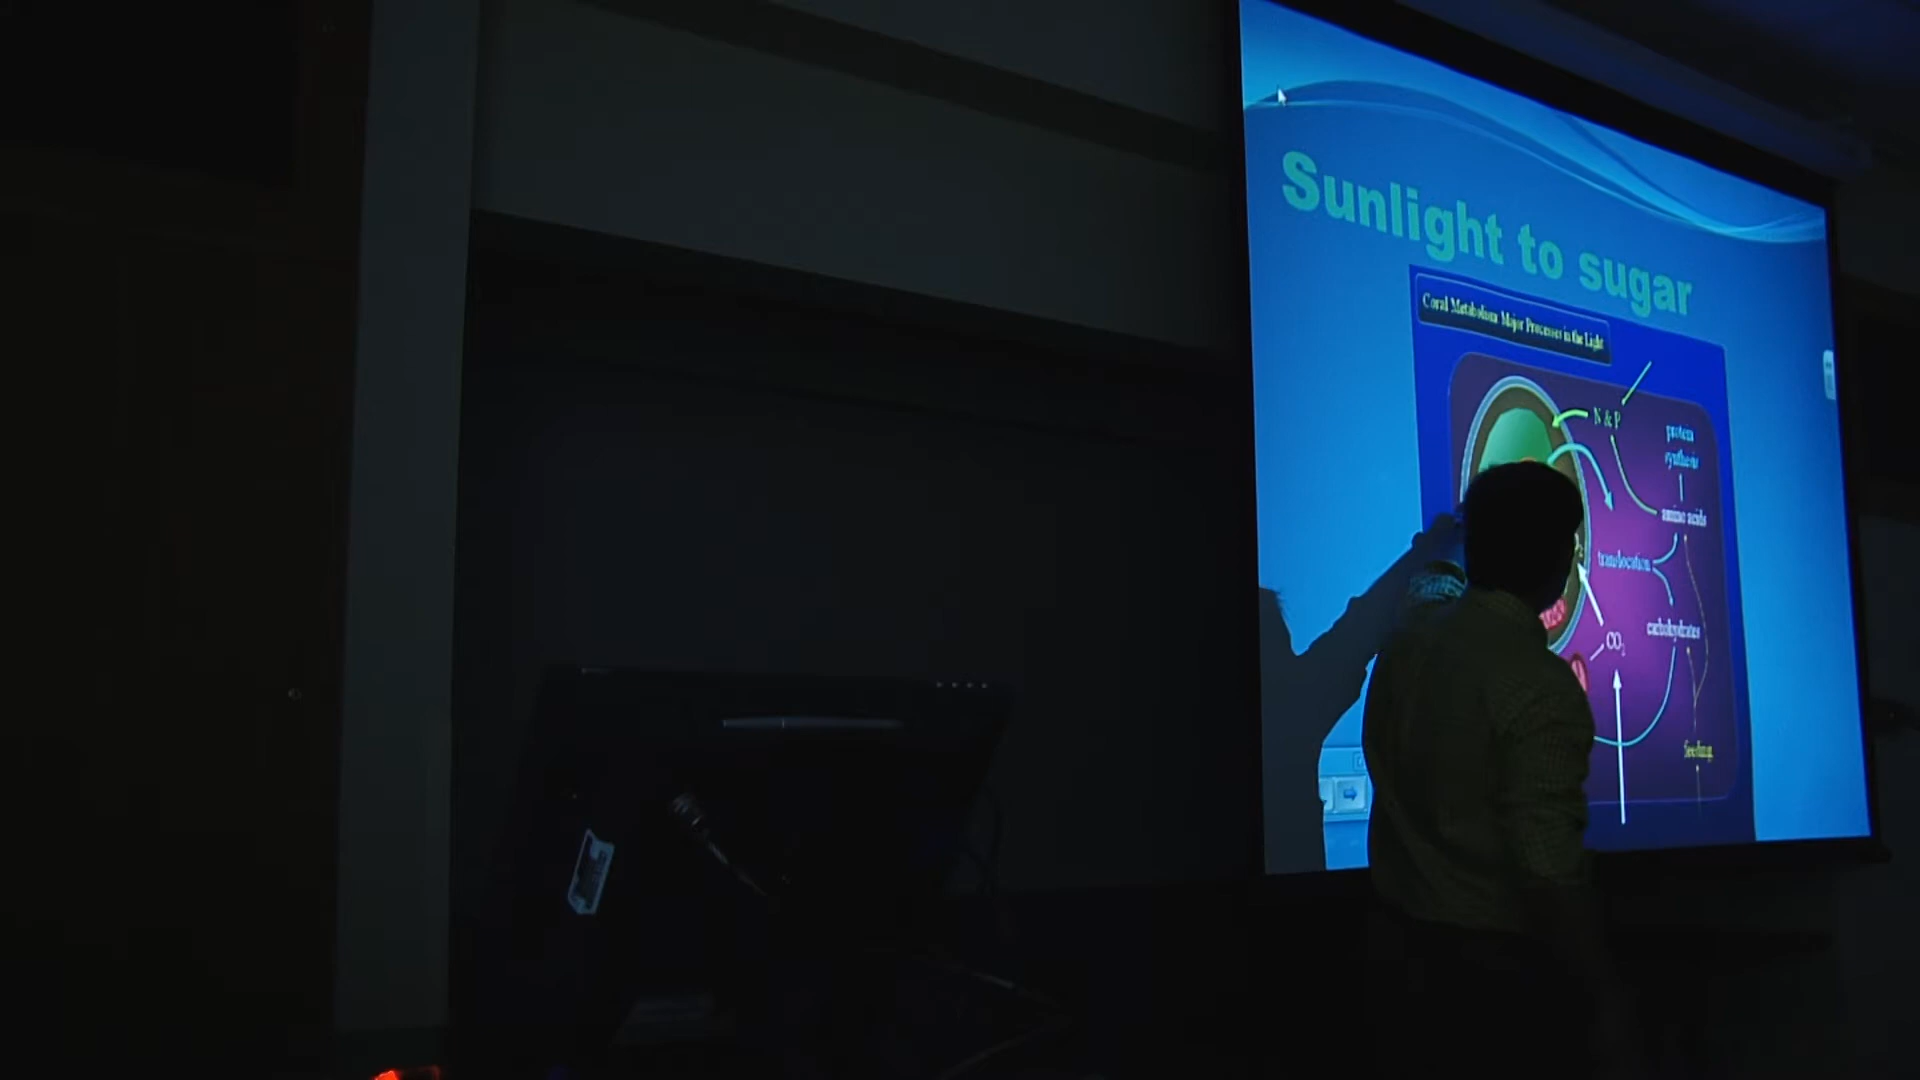 Sunlight to sugar
Coral Metabolism: Major Processes in the Light
N & P
protein
synthesis
amino acids
translocation
carbohydrates
CO2
feeding